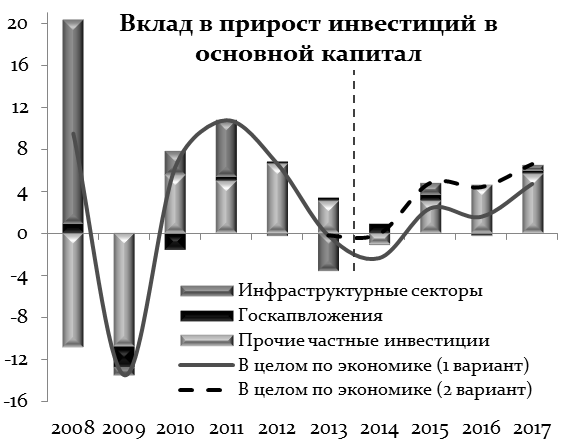 Вклад в прирост инвестиций в
основной капитал
20
16
12
8
4
0
-4
-8
-12
-16
Инфраструктурные секторы
Госкапвложения
Прочие частные инвестиции
В целом по экономике (1 вариант)
В целом по экономике (2 вариант)
2008 2009 2010 2011 2012 2013 2014 2015 2016 2017